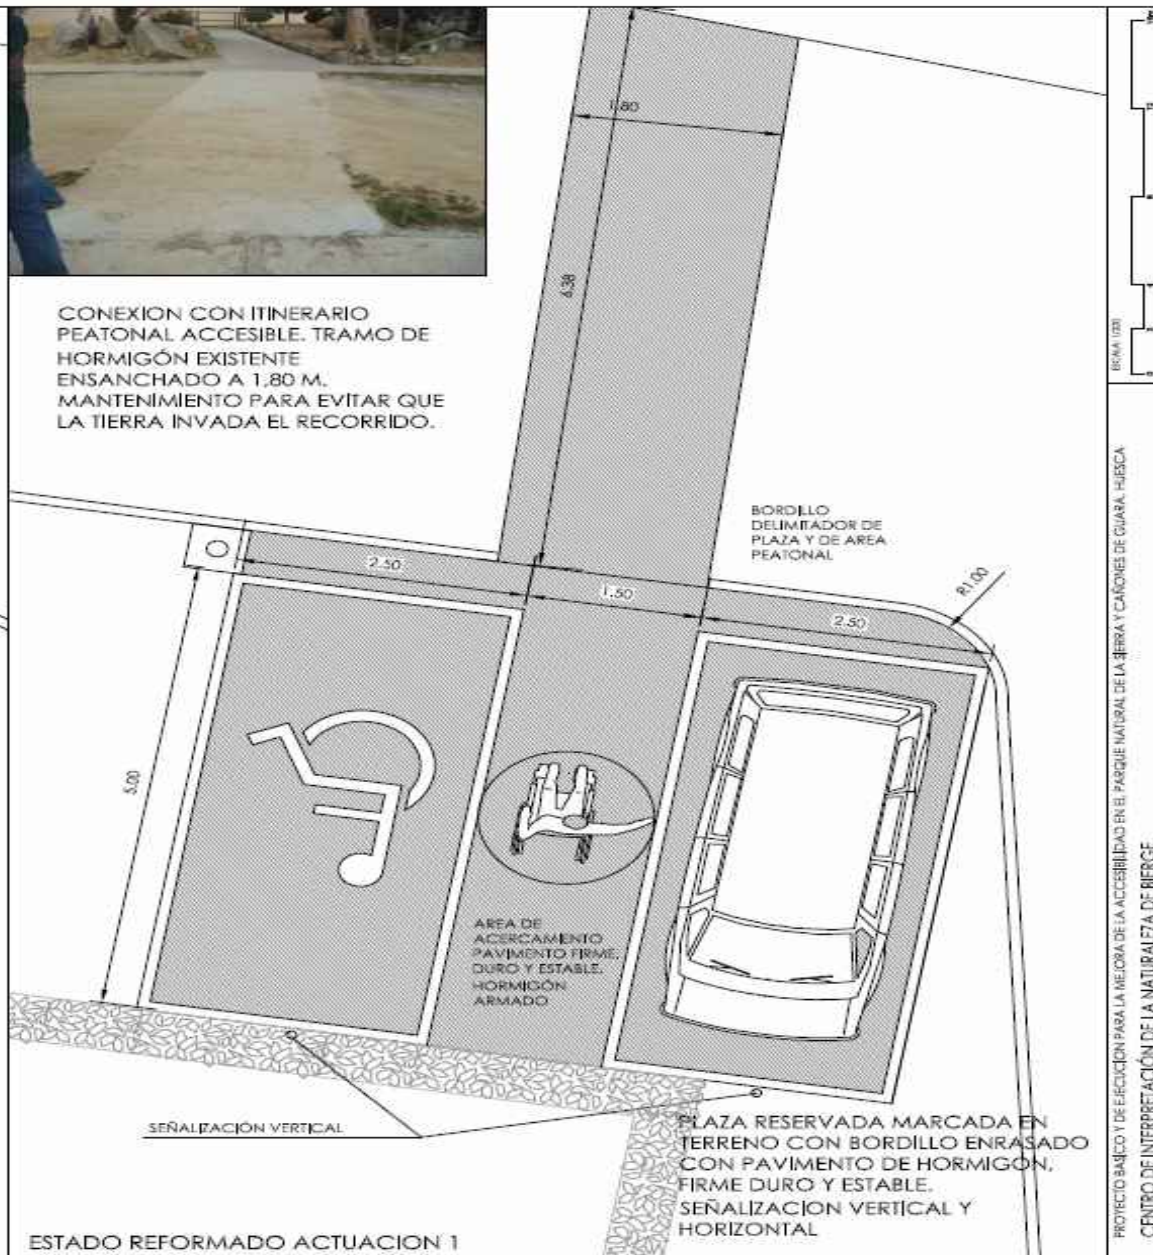 CONEXION CON ITINERARIO
PEATONAL ACCESIBLE. TRAMO DE
HORMIGÓN EXISTENTE
ENSANCHADO A 1,80 M.
MANTENIMIENTO PARA EVITAR QUE
LA TIERRA INVADA EL RECORRIDO.
1.80
6.38
BORDILLO
DELIMITADOR DE
PLAZA Y DE AREA
PEATONAL
R1.00
2.50
1.50
2.50
5.00
AREA DE
ACERCAMIENTO
PAVIMENTO FIRME,
DURO Y ESTABLE.
HORMIGÓN
ARMADO
SEÑALIZACIÓN VERTICAL
PLAZA RESERVADA MARCADA EN
TERRENO CON BORDILLO ENRASADO
CON PAVIMENTO DE HORMIGÓN,
FIRME DURO Y ESTABLE.
SEÑALIZACION VERTICAL Y
HORIZONTAL
ESTADO REFORMADO ACTUACION 1
PROYECTO BASICO Y DE EJECUCION PARA LA MEJORA DE LA ACCESIBILIDAD EN EL PARQUE NATURAL DE LA SIERRA Y CAÑONES DE GUARA. HUESCA
CENTRO DE INTERPRETACIÓN DE LA NATURALEZA DE BIERGE